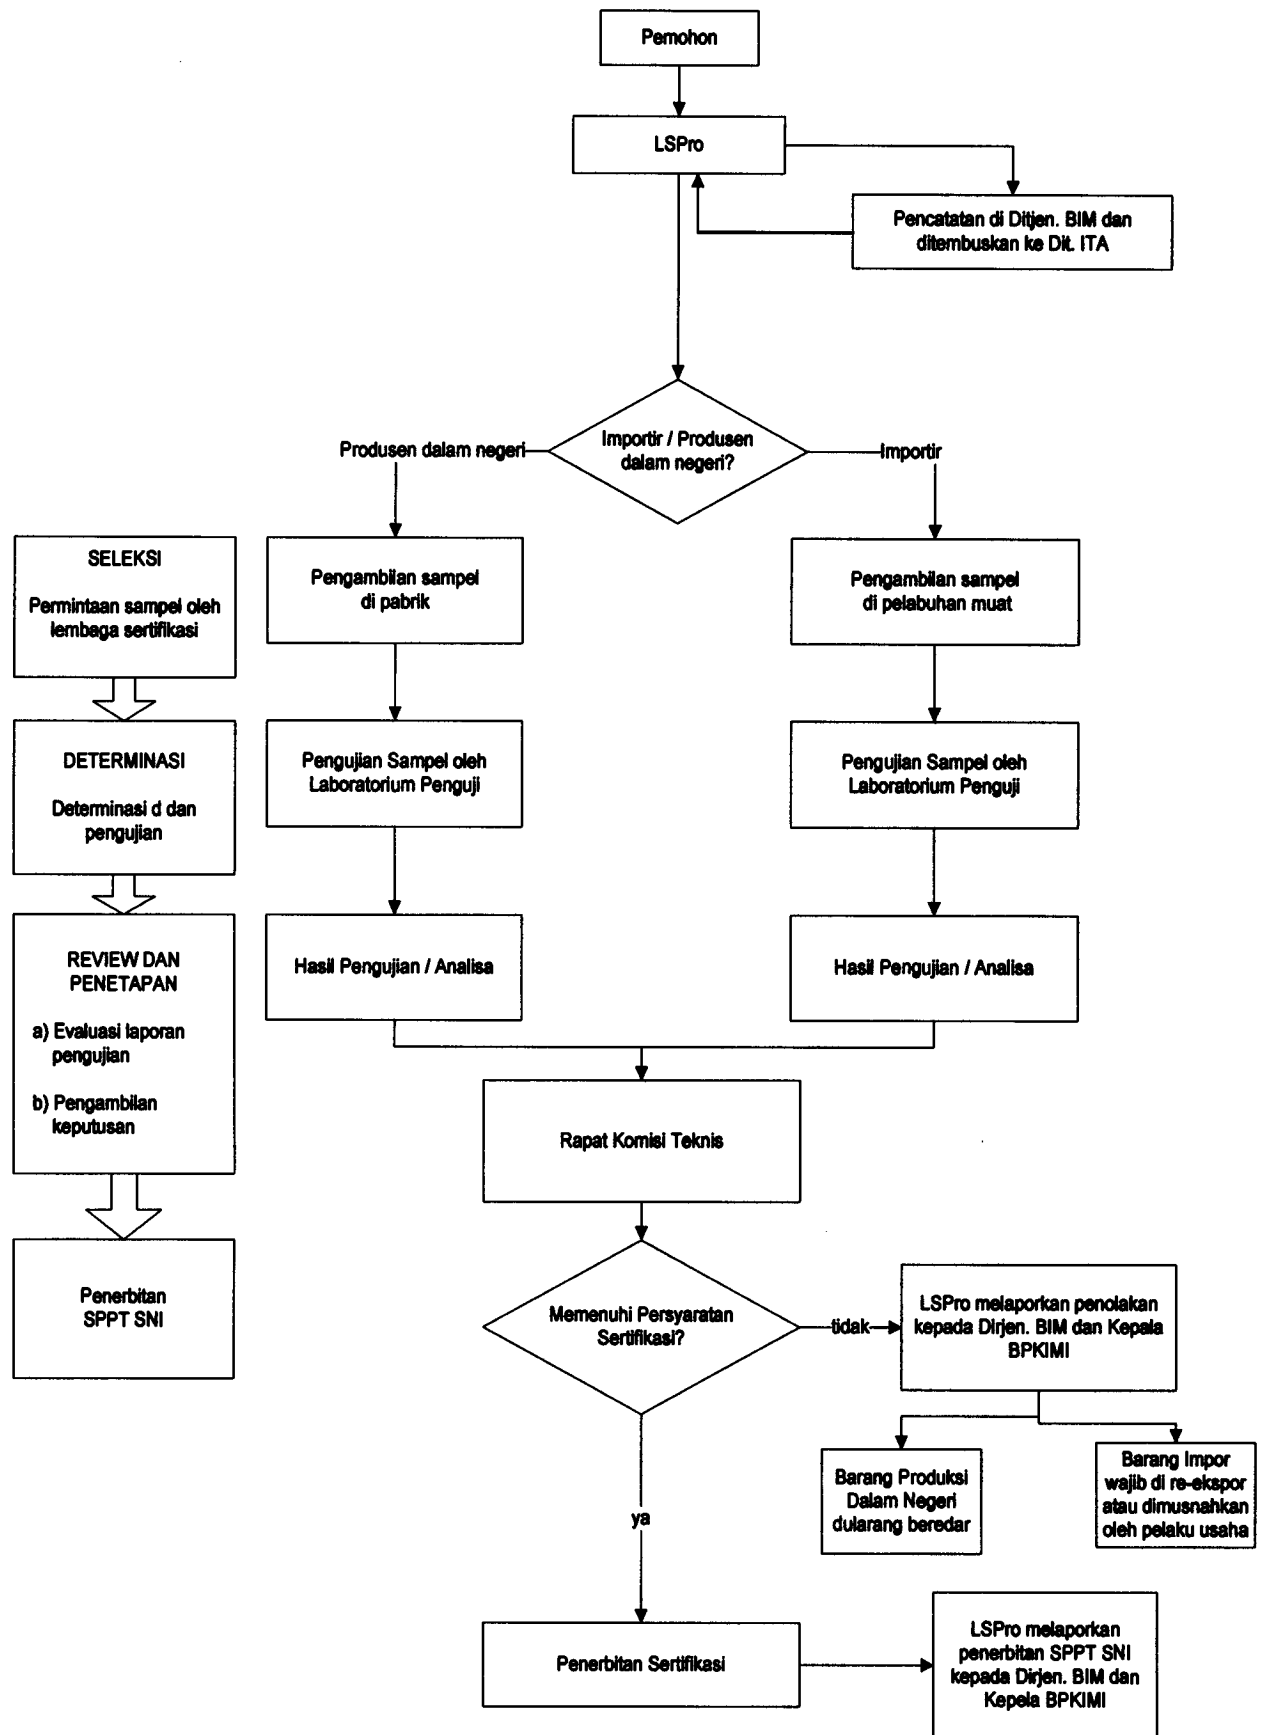 Pemohon
LSPro
Pencatatan di Ditjen. BIM dan
ditembuskan ke Dit. ITA
Importir / Produsen
dalam negeri?
Produsen dalam negeri
Importir
SELEKSI
Permintaan sampel oleh
lembaga sertifikasi
Pengambilan sampel
di pabrik
Pengambilan sampel
di pelabuhan muat
DETERMINASI
Determinasi d dan
pengujian
Pengujian Sampel oleh
Laboratorium Penguji
Pengujian Sampel oleh
Laboratorium Penguji
REVIEW DAN
PENETAPAN
a) Evaluasi laporan
pengujian
b) Pengambilan
keputusan
Hasil Pengujian / Analisa
Hasil Pengujian / Analisa
Rapat Komisi Teknis
Penerbitan
SPPT SNI
Memenuhi Persyaratan
Sertifikasi?
tidak
LSPro melaporkan penolakan
kepada Dirjen. BIM dan Kepala
BPKIMI
Barang Produksi
Dalam Negeri
dularang beredar
Barang Impor
wajib di re-ekspor
atau dimusnahkan
oleh pelaku usaha
ya
Penerbitan Sertifikasi
LSPro melaporkan
penerbitan SPPT SNI
kepada Dirjen. BIM dan
Kepela BPKIMI